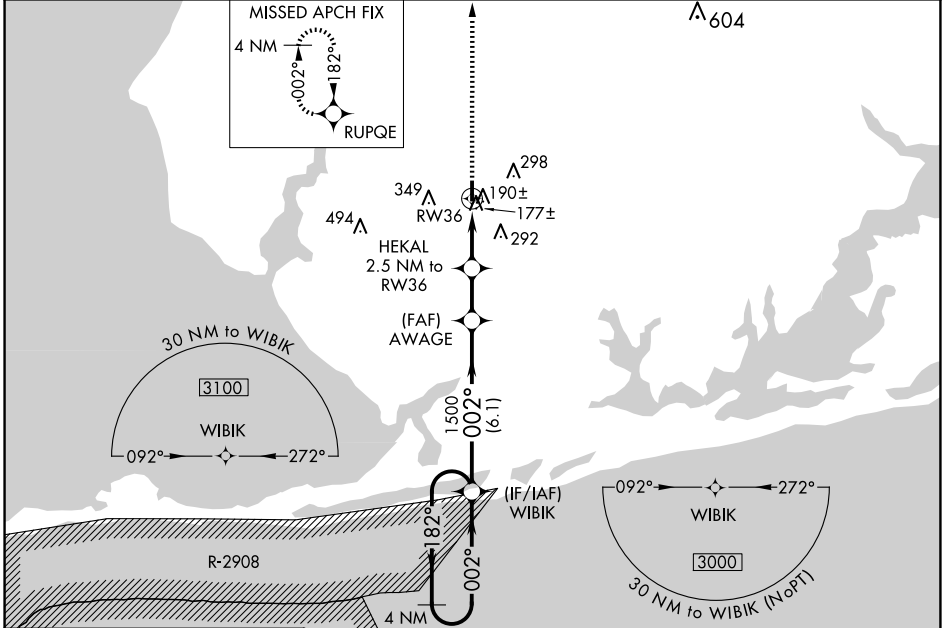 MISSED APCH FIX
4 NM
002°
182°
RUPQE
604
298
349
190±
RW36
177±
494
292
HEKAL
2.5 NM to
RW36
(FAF)
AWAGE
30 NM to WIBIK
3100
WIBIK
092°
272°
1500
002°
(6.1)
(IF/IAF)
WIBIK
182°
002°
4 NM
R-2908
092°
272°
WIBIK
3000
30 NM to WIBIK (NoPT)